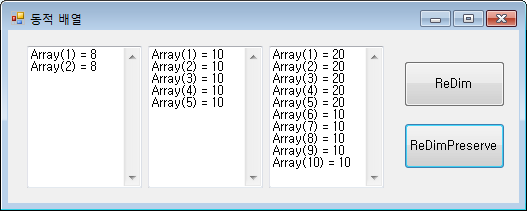 동적 배열
Array(1) = 8
Array(2) = 8
Array(1) = 10
Array(2) = 10
Array(3) = 10
Array(4) = 10
Array(5) = 10
Array(1) = 20
Array(2) = 20
Array(3) = 20
Array(4) = 20
Array(5) = 20
Array(6) = 10
Array(7) = 10
Array(8) = 10
Array(9) = 10
Array(10) = 10
ReDim
ReDimPreserve